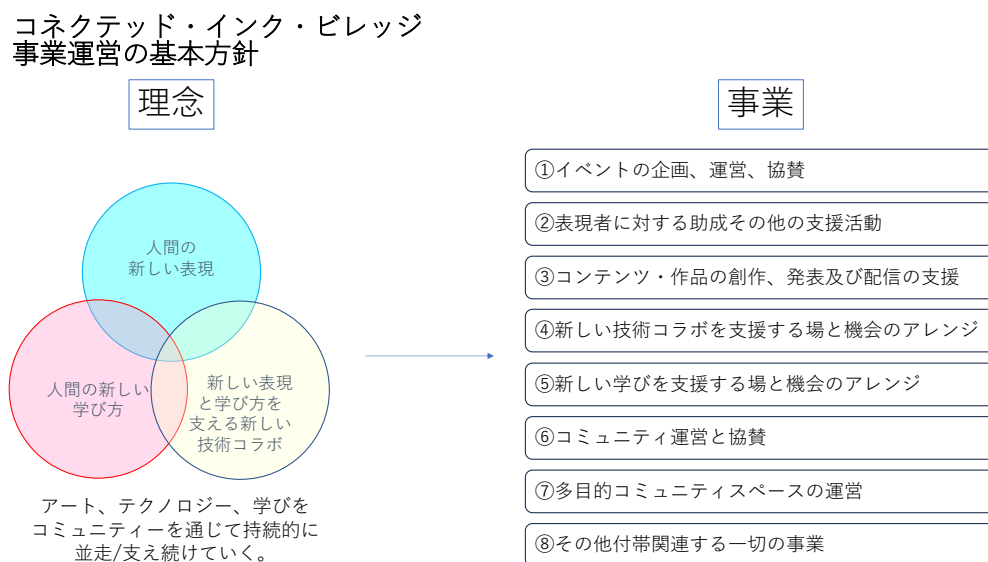 コネクテッド・インク・ビレッジ
事業運営の基本方針
理念
人間の
新しい表現
人間の新しい
学び方
新しい表現
と学び方を
支える新しい
技術コラボ
アート、テクノロジー、学びを
コミュニティーを通じて持続的に
並走/支え続けていく。
事業
①イベントの企画、運営、協賛
②表現者に対する助成その他の支援活動
③コンテンツ・作品の創作、発表及び配信の支援
④新しい技術コラボを支援する場と機会のアレンジ
⑤新しい学びを支援する場と機会のアレンジ
⑥コミュニティ運営と協賛
⑦多目的コミュニティスペースの運営
⑧その他付帯関連する一切の事業